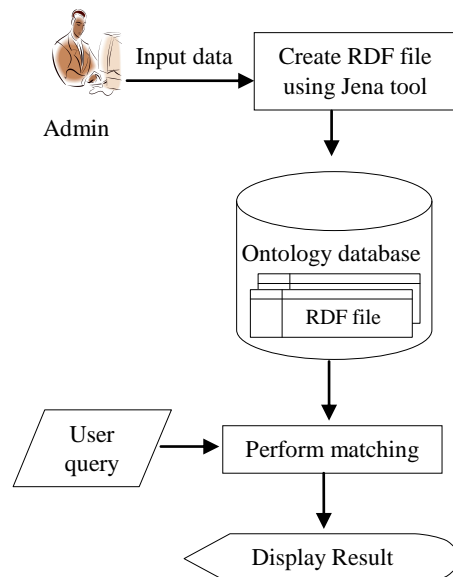 Input data
Create RDF file
using Jena tool
Admin
Ontology database
RDF file
User
query
Perform matching
Display Result